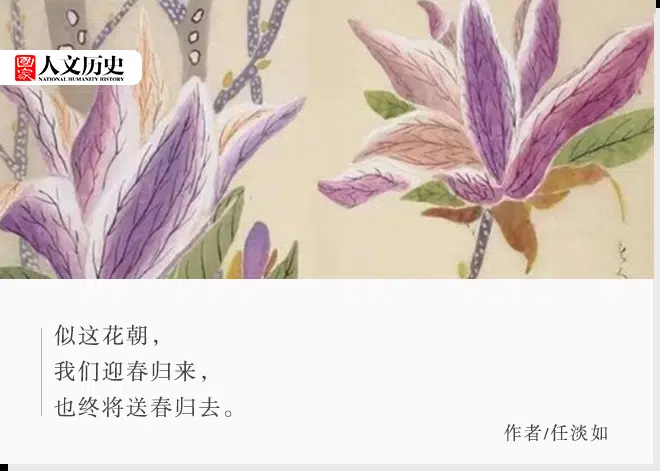 國家
人文历史
NATIONAL HUMANITY HISTORY
似这花朝，
我们迎春归来，
也终将送春归去。
作者/任淡如